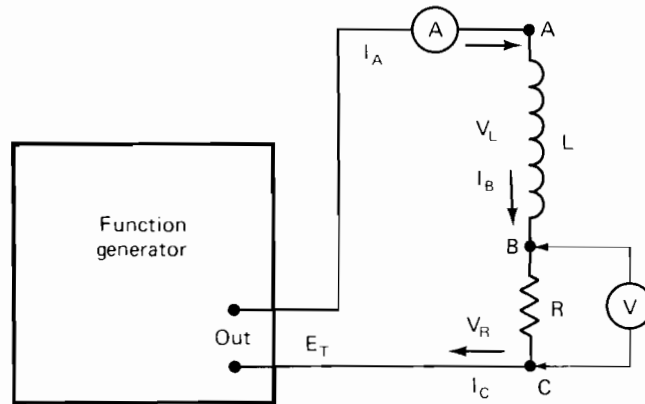 A
A
I_A
V_L
L
I_B
Function
generator
B
R
V
Out
E_T
V_R
I_C
C